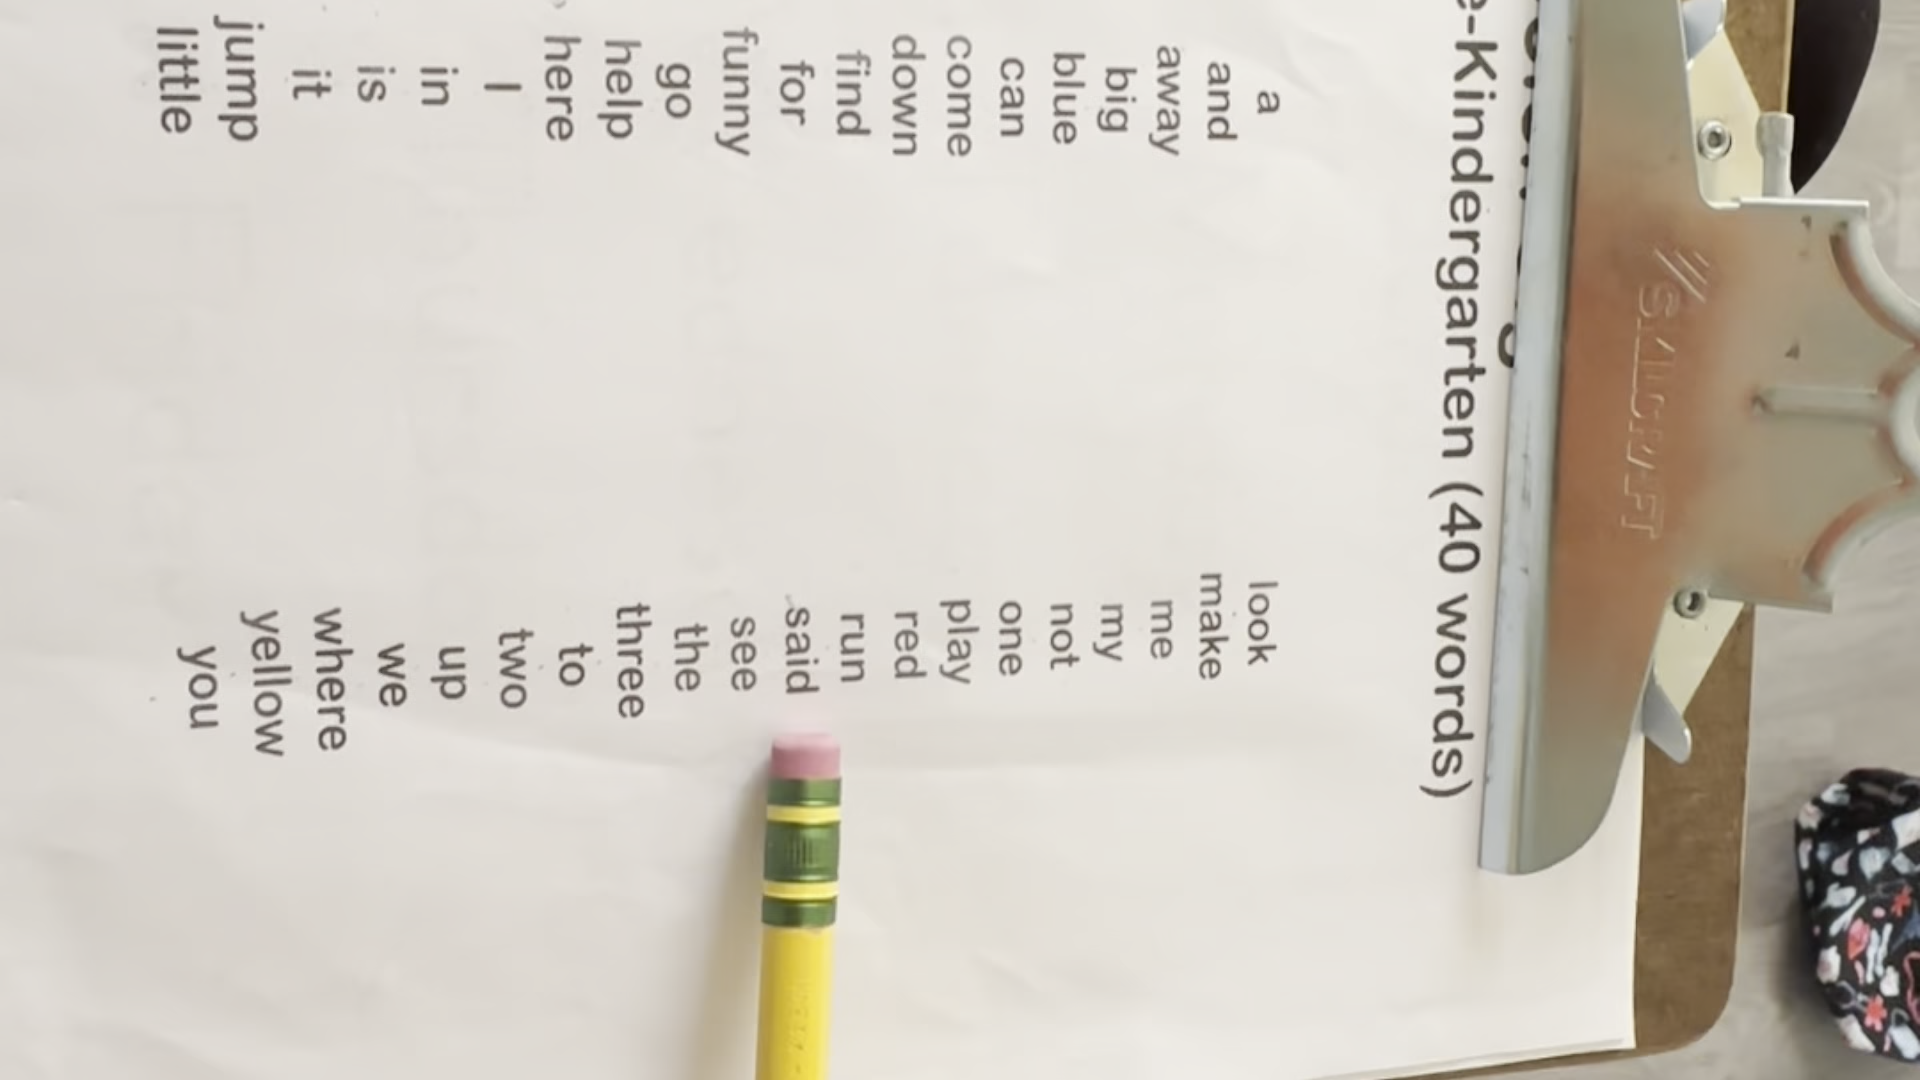 e-Kindergarten (40 words)
a
and
away
big
blue
can
come
down
find
for
funny
go
help
here
I
in
is
it
jump
little
look
make
me
my
not
one
play
red
run
said
see
the
three
to
two
up
we
where
yellow
you
SKILCRAFT